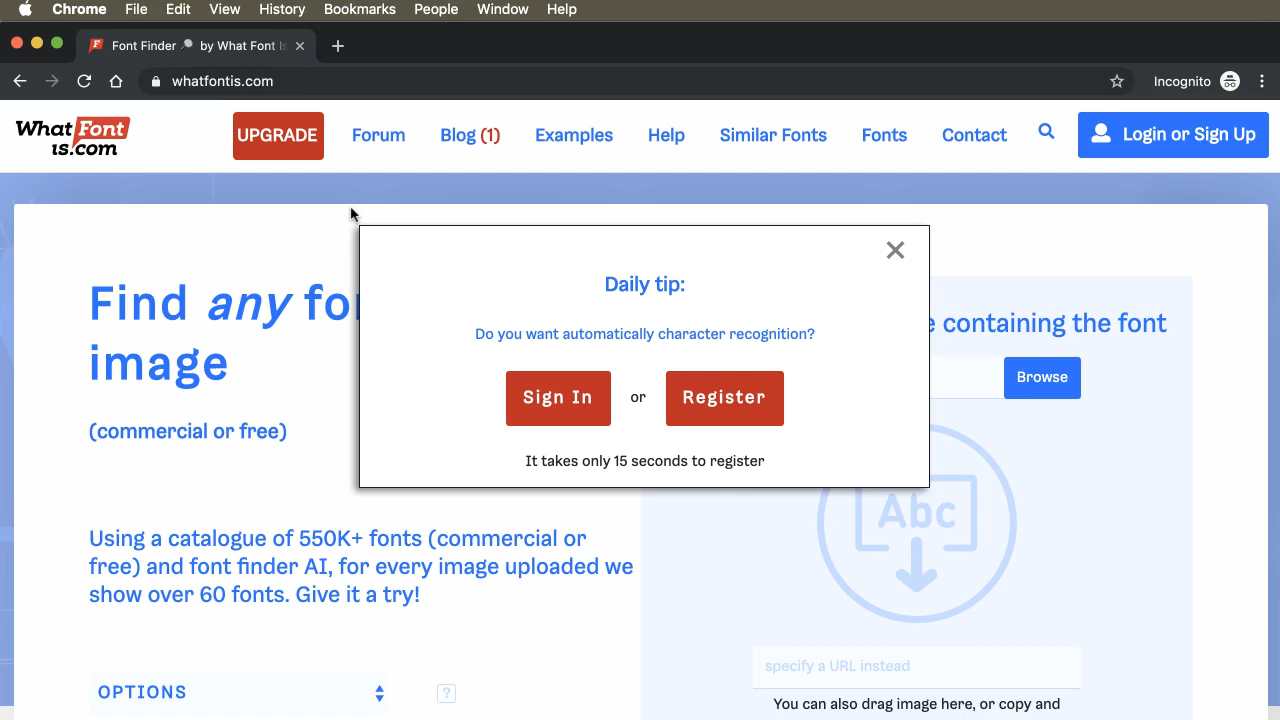 Chrome File Edit View History Bookmarks People Window Help
Font Finder 🔎 by What Font Is
whatfontis.com
Incognito
What Font is.com
UPGRADE Forum Blog (1) Examples Help Similar Fonts Fonts Contact Login or Sign Up
Find any
image
(commercial or free)
Using a catalogue of 550K+ fonts (commercial or
free) and font finder AI, for every image uploaded we
show over 60 fonts. Give it a try!
OPTIONS
?
Daily tip:
Do you want automatically character recognition?
Sign In or Register
It takes only 15 seconds to register
containing the font
Browse
Abc
specify a URL instead
You can also drag image here, or copy and